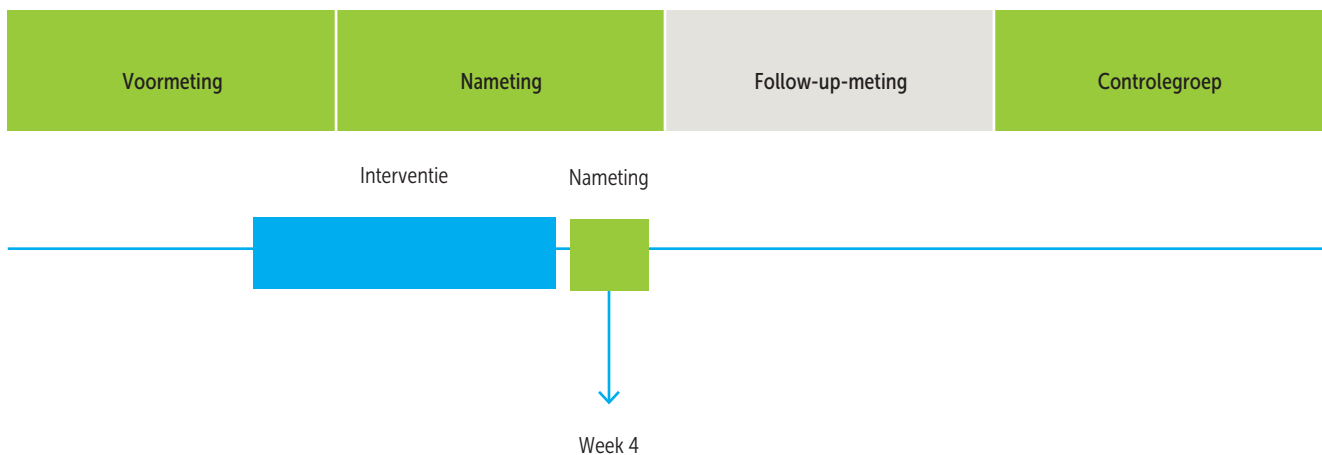 Voormeting
Nameting
Follow-up-meting
Controlegroep
Interventie
Nameting
Week 4